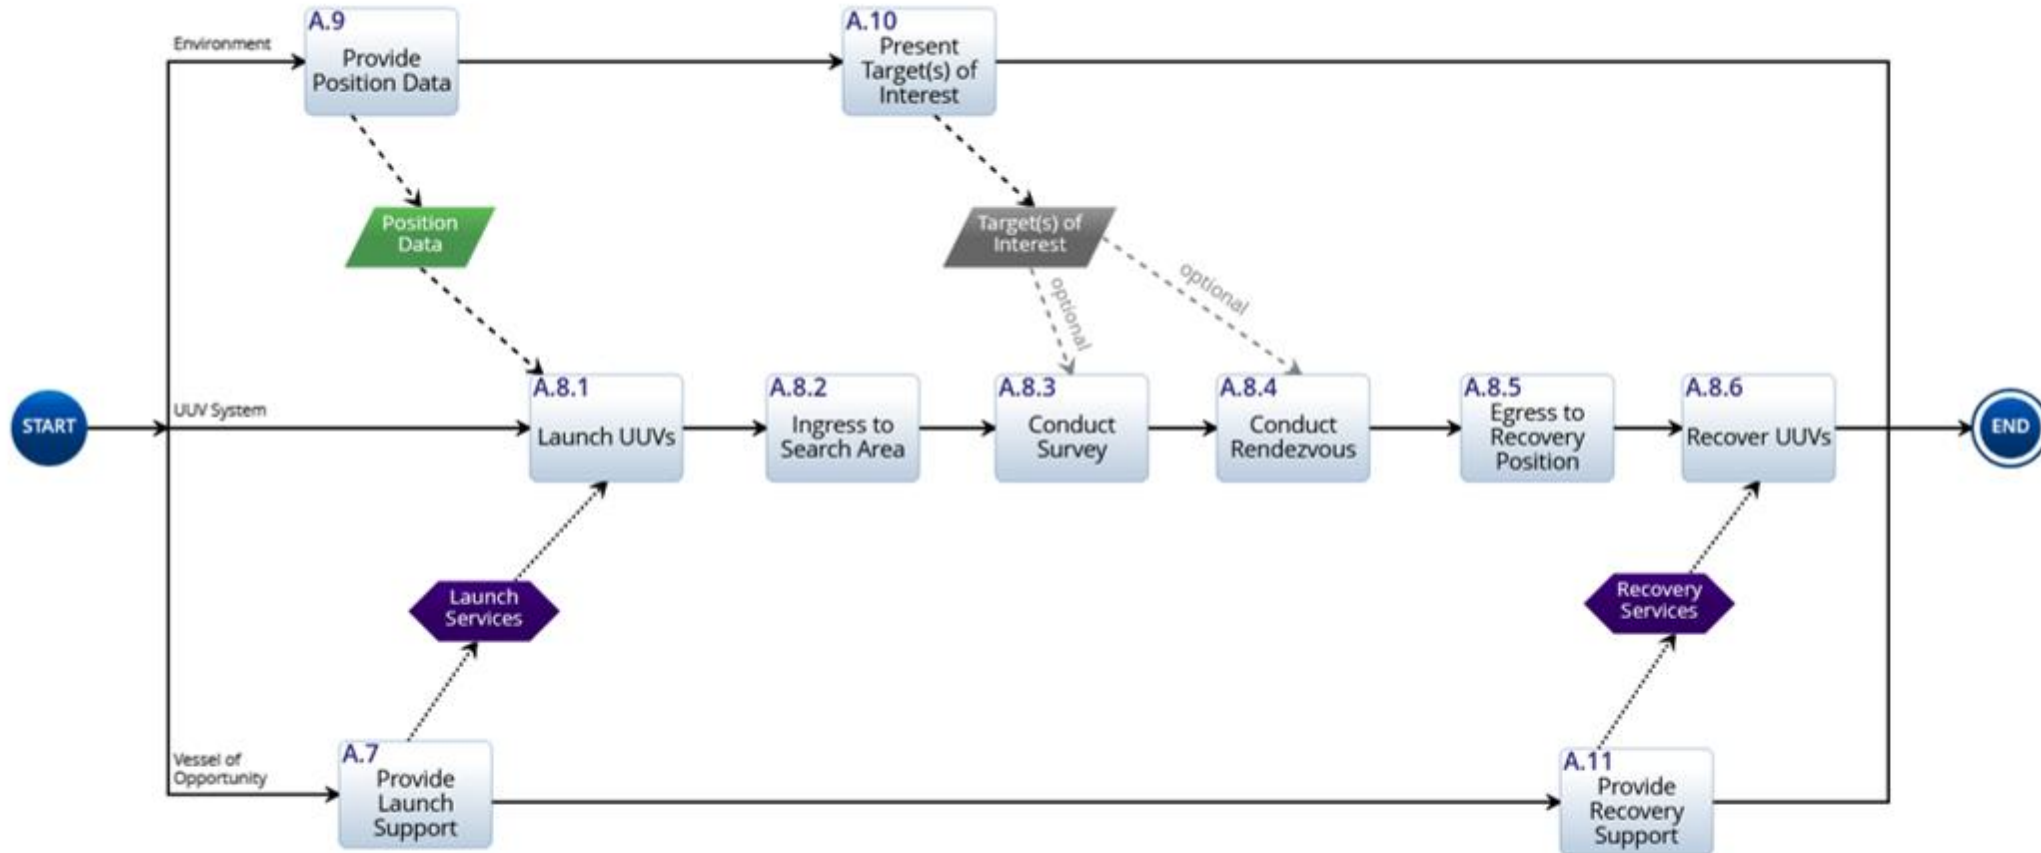 A.9
Provide
Position Data
A.10
Present
Target(s) of
Interest
Environment
Position
Data
Target(s) of
Interest
optional
optional
START
UUV System
A.8.1
Launch UUVs
A.8.2
Ingress to
Search Area
A.8.3
Conduct
Survey
A.8.4
Conduct
Rendezvous
A.8.5
Egress to
Recovery
Position
A.8.6
Recover UUVs
END
Launch
Services
Recovery
Services
Vessel of
Opportunity
A.7
Provide
Launch
Support
A.11
Provide
Recovery
Support